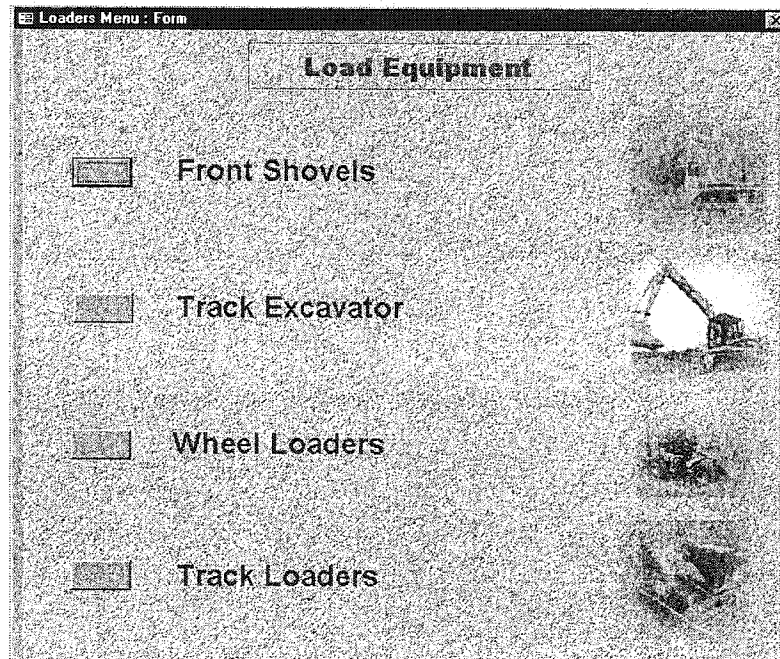 Loaders Menu : Form
Load Equipment
Front Shovels
Track Excavator
Wheel Loaders
Track Loaders